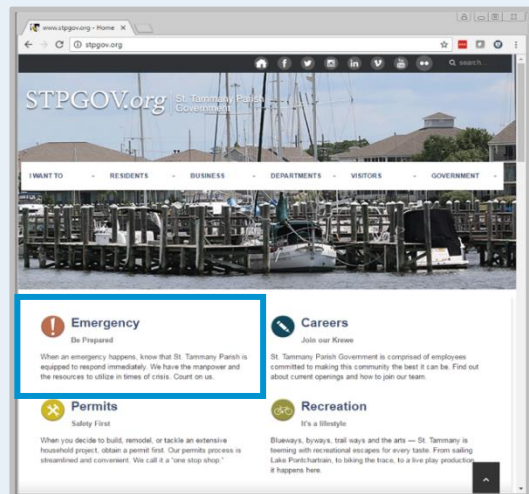 www.stpgov.org - Home
stpgov.org
search...
STPGOV.org
St. Tammany Parish
Government
I WANT TO
RESIDENTS
BUSINESS
DEPARTMENTS
VISITORS
GOVERNMENT
Emergency
Be Prepared
When an emergency happens, know that St. Tammany Parish is
equipped to respond immediately. We have the manpower and
the resources to utilize in times of crisis. Count on us.
Careers
Join our Krewe
St. Tammany Parish Government is comprised of employees
committed to making this community the best it can be. Find out
about current openings and how to join our team.
Permits
Safety First
When you decide to build, remodel, or tackle an extensive
household project, obtain a permit first. Our permits process is
streamlined and convenient. We call it a "one stop shop."
Recreation
It's a lifestyle
Blueways, byways, trail ways and the arts — St. Tammany is
teeming with recreational escapes for every taste. From sailing
Lake Pontchartrain, to biking the trace, to a live play production,
it happens here.